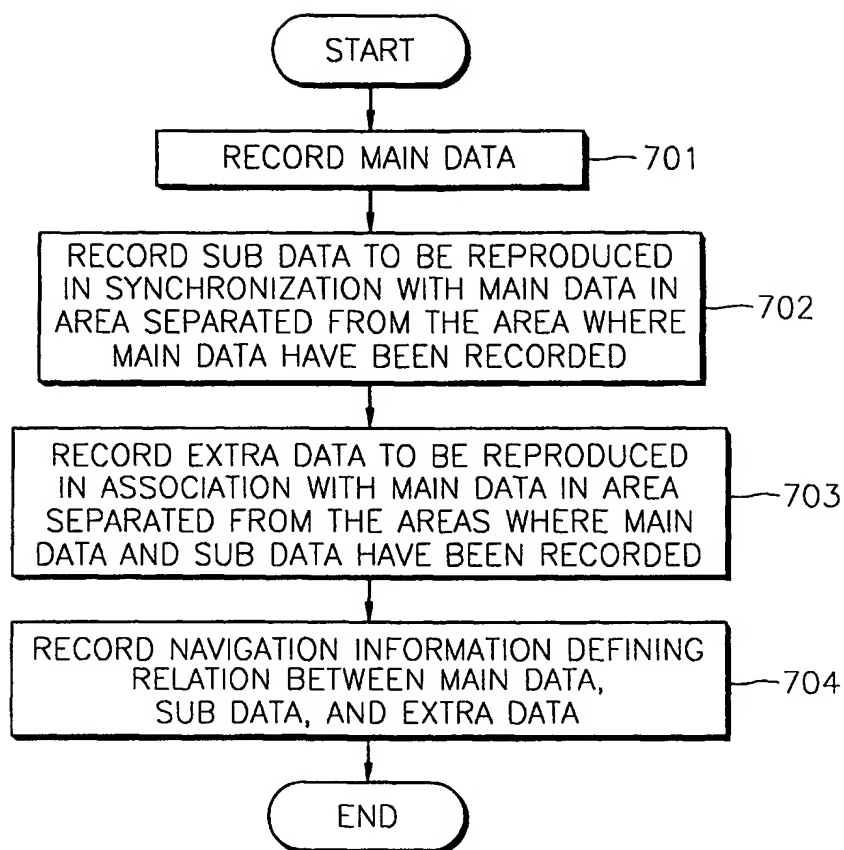 START
RECORD MAIN DATA
701
RECORD SUB DATA TO BE REPRODUCED
IN SYNCHRONIZATION WITH MAIN DATA IN
AREA SEPARATED FROM THE AREA WHERE
MAIN DATA HAVE BEEN RECORDED
702
RECORD EXTRA DATA TO BE REPRODUCED
IN ASSOCIATION WITH MAIN DATA IN AREA
SEPARATED FROM THE AREAS WHERE MAIN
DATA AND SUB DATA HAVE BEEN RECORDED
703
RECORD NAVIGATION INFORMATION DEFINING
RELATION BETWEEN MAIN DATA,
SUB DATA, AND EXTRA DATA
704
END